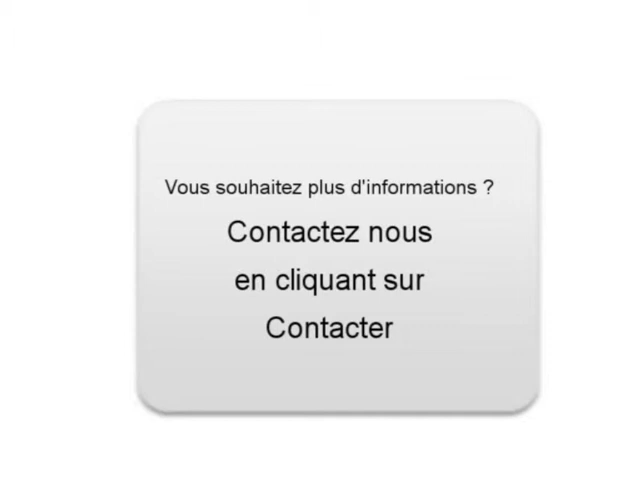 Vous souhaitez plus d'informations ?
Contactez nous
en cliquant sur
Contacter